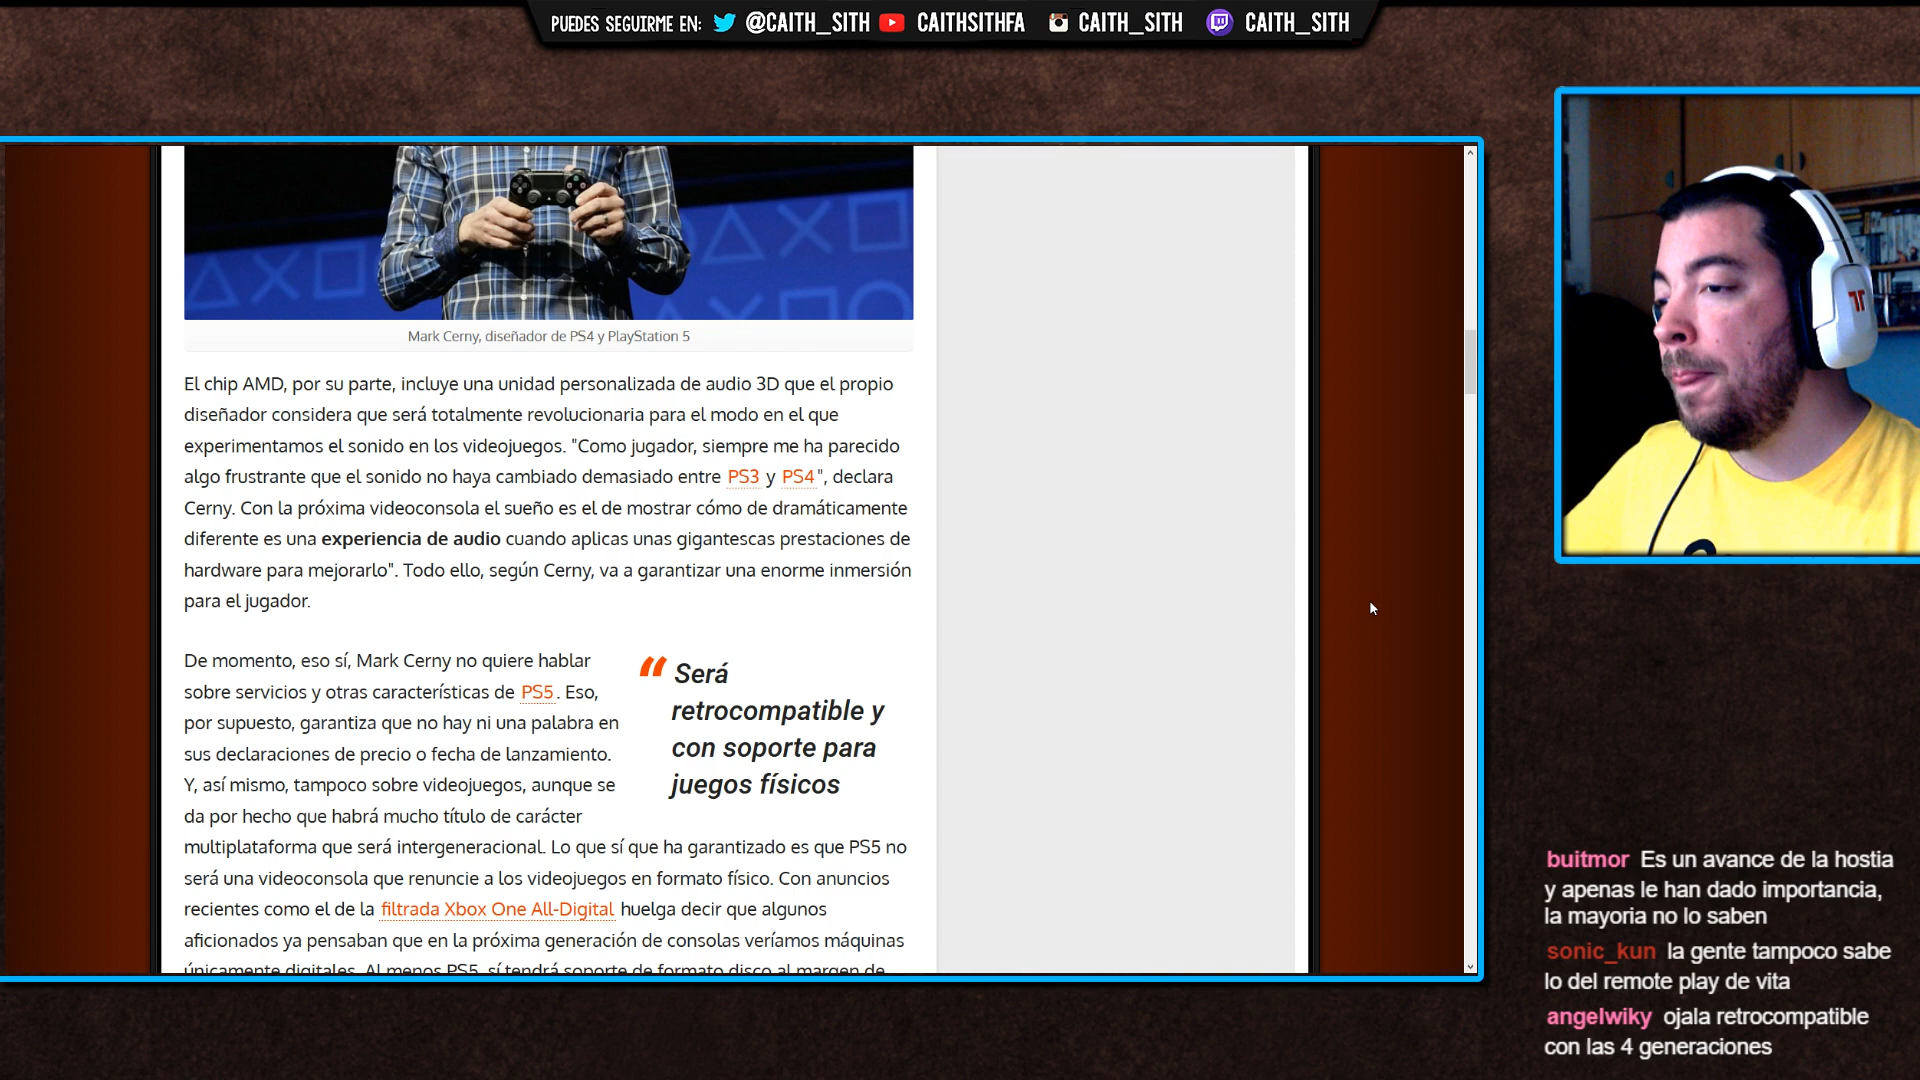 PUEDES SEGUIRME EN: @CAITH_SITH CAITHSITHFA CAITH_SITH CAITH_SITH
Mark Cerny, diseñador de PS4 y PlayStation 5
El chip AMD, por su parte, incluye una unidad personalizada de audio 3D que el propio
diseñador considera que será totalmente revolucionaria para el modo en el que
experimentamos el sonido en los videojuegos. "Como jugador, siempre me ha parecido
algo frustrante que el sonido no haya cambiado demasiado entre PS3 y PS4", declara
Cerny. Con la próxima videoconsola el sueño es el de mostrar cómo de dramáticamente
diferente es una experiencia de audio cuando aplicas unas gigantescas prestaciones de
hardware para mejorarlo". Todo ello, según Cerny, va a garantizar una enorme inmersión
para el jugador.
De momento, eso sí, Mark Cerny no quiere hablar
sobre servicios y otras características de PS5. Eso,
por supuesto, garantiza que no hay ni una palabra en
sus declaraciones de precio o fecha de lanzamiento.
Y, así mismo, tampoco sobre videojuegos, aunque se
da por hecho que habrá mucho título de carácter
multiplataforma que será intergeneracional. Lo que sí que ha garantizado es que PS5 no
será una videoconsola que renuncie a los videojuegos en formato físico. Con anuncios
recientes como el de la filtrada Xbox One All-Digital huelga decir que algunos
aficionados ya pensaban que en la próxima generación de consolas veríamos máquinas
únicamente digitales. Al menos PS5, sí tendrá soporte de formato disco al margen de
“ Será
retrocompatible y
con soporte para
juegos físicos
buitmor Es un avance de la hostia
y apenas le han dado importancia,
la mayoria no lo saben
sonic_kun la gente tampoco sabe
lo del remote play de vita
angelwiky ojala retrocompatible
con las 4 generaciones